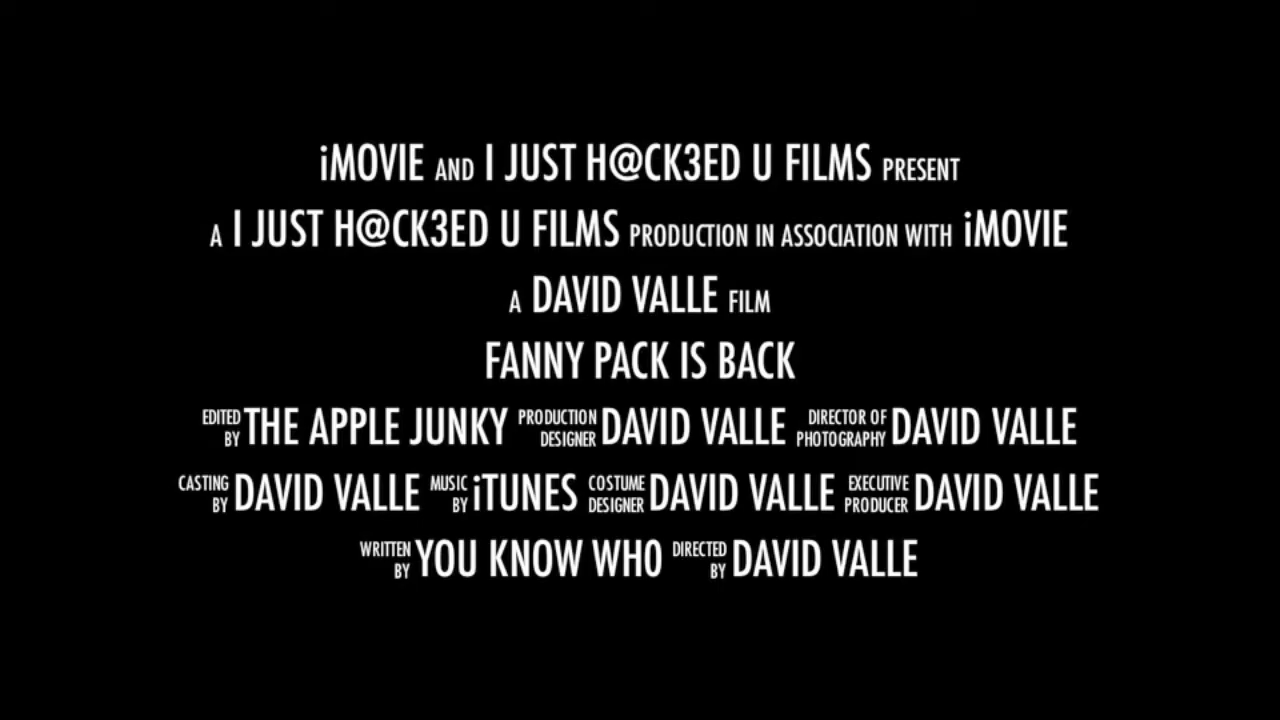 iMOVIE AND I JUST H@CK3ED U FILMS PRESENT
A I JUST H@CK3ED U FILMS PRODUCTION IN ASSOCIATION WITH iMOVIE
A DAVID VALLE FILM
FANNY PACK IS BACK
EDITED BY THE APPLE JUNKY PRODUCTION DESIGNER DAVID VALLE DIRECTOR OF PHOTOGRAPHY DAVID VALLE
CASTING BY DAVID VALLE MUSIC BY iTUNES COSTUME DESIGNER DAVID VALLE EXECUTIVE PRODUCER DAVID VALLE
WRITTEN BY YOU KNOW WH0 DIRECTED BY DAVID VALLE